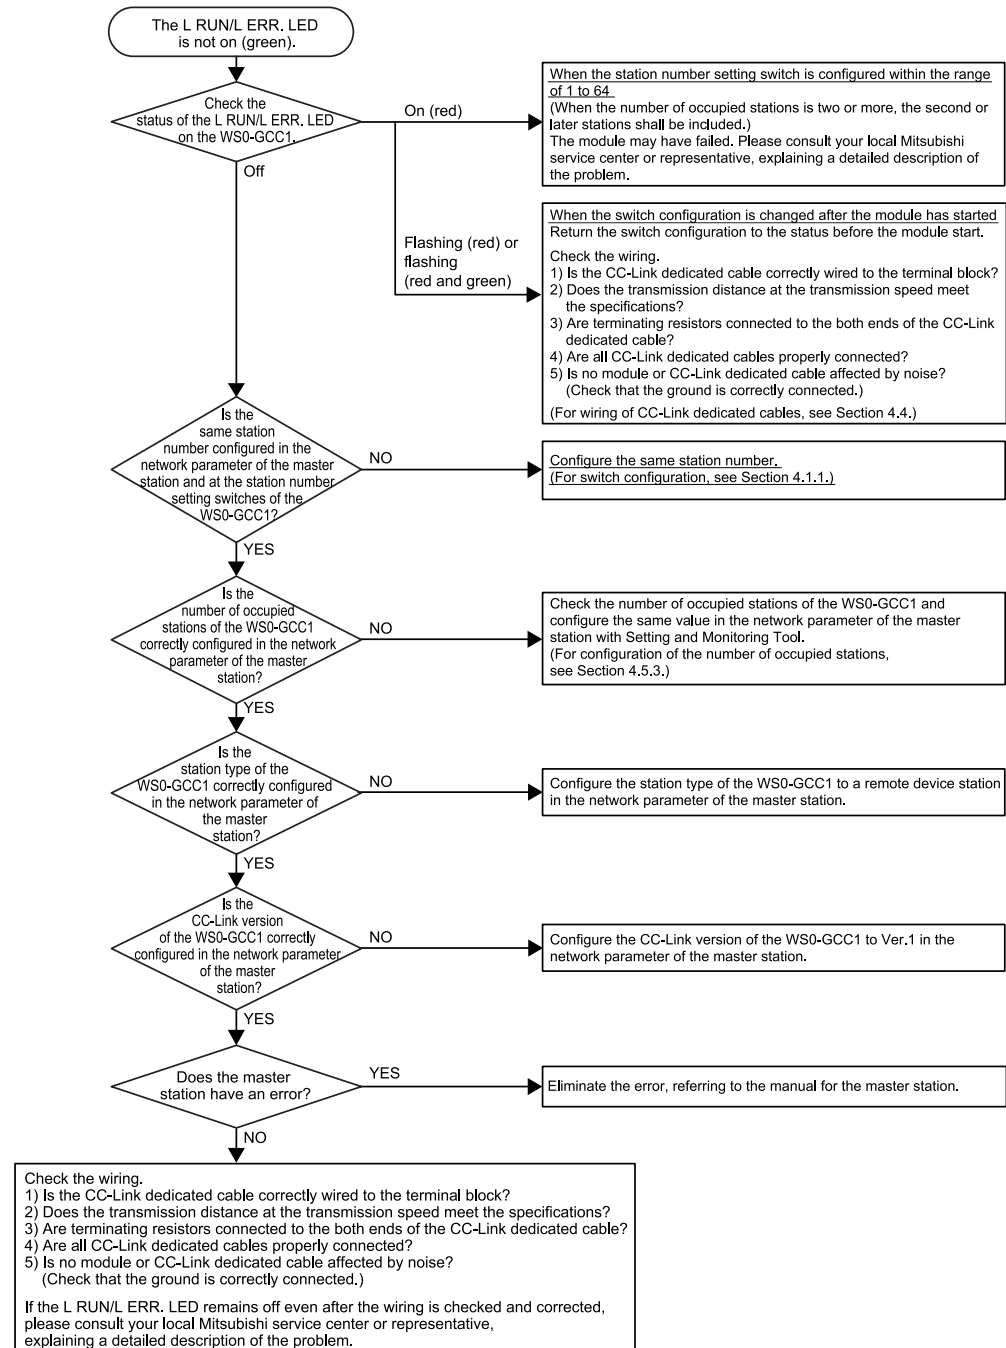 The L RUN/L ERR. LED
is not on (green).
Check the
status of the L RUN/L ERR. LED
on the WS0-GCC1.
On (red)
When the station number setting switch is configured within the range
of 1 to 64
(When the number of occupied stations is two or more, the second or
later stations shall be included.)
The module may have failed. Please consult your local Mitsubishi
service center or representative, explaining a detailed description of
the problem.
Off
Flashing (red) or
flashing
(red and green)
When the switch configuration is changed after the module has started
Return the switch configuration to the status before the module start.
Check the wiring.
1) Is the CC-Link dedicated cable correctly wired to the terminal block?
2) Does the transmission distance at the transmission speed meet
the specifications?
3) Are terminating resistors connected to the both ends of the CC-Link
dedicated cable?
4) Are all CC-Link dedicated cables properly connected?
5) Is no module or CC-Link dedicated cable affected by noise?
(Check that the ground is correctly connected.)
(For wiring of CC-Link dedicated cables, see Section 4.4.)
Is the
same station
number configured in the
network parameter of the master
station and at the station number
setting switches of the
WS0-GCC1?
NO
Configure the same station number.
(For switch configuration, see Section 4.1.1.)
YES
Is the
number of occupied
stations of the WS0-GCC1
correctly configured in the network
parameter of the master
station?
NO
Check the number of occupied stations of the WS0-GCC1 and
configure the same value in the network parameter of the master
station with Setting and Monitoring Tool.
(For configuration of the number of occupied stations,
see Section 4.5.3.)
YES
Is the
station type of the
WS0-GCC1 correctly configured
in the network parameter of
the master
station?
NO
Configure the station type of the WS0-GCC1 to a remote device station
in the network parameter of the master station.
YES
Is the
CC-Link version
of the WS0-GCC1 correctly
configured in the network parameter
of the master
station?
NO
Configure the CC-Link version of the WS0-GCC1 to Ver.1 in the
network parameter of the master station.
YES
Does the master
station have an error?
YES
Eliminate the error, referring to the manual for the master station.
NO
Check the wiring.
1) Is the CC-Link dedicated cable correctly wired to the terminal block?
2) Does the transmission distance at the transmission speed meet the specifications?
3) Are terminating resistors connected to the both ends of the CC-Link dedicated cable?
4) Are all CC-Link dedicated cables properly connected?
5) Is no module or CC-Link dedicated cable affected by noise?
(Check that the ground is correctly connected.)
If the L RUN/L ERR. LED remains off even after the wiring is checked and corrected,
please consult your local Mitsubishi service center or representative,
explaining a detailed description of the problem.